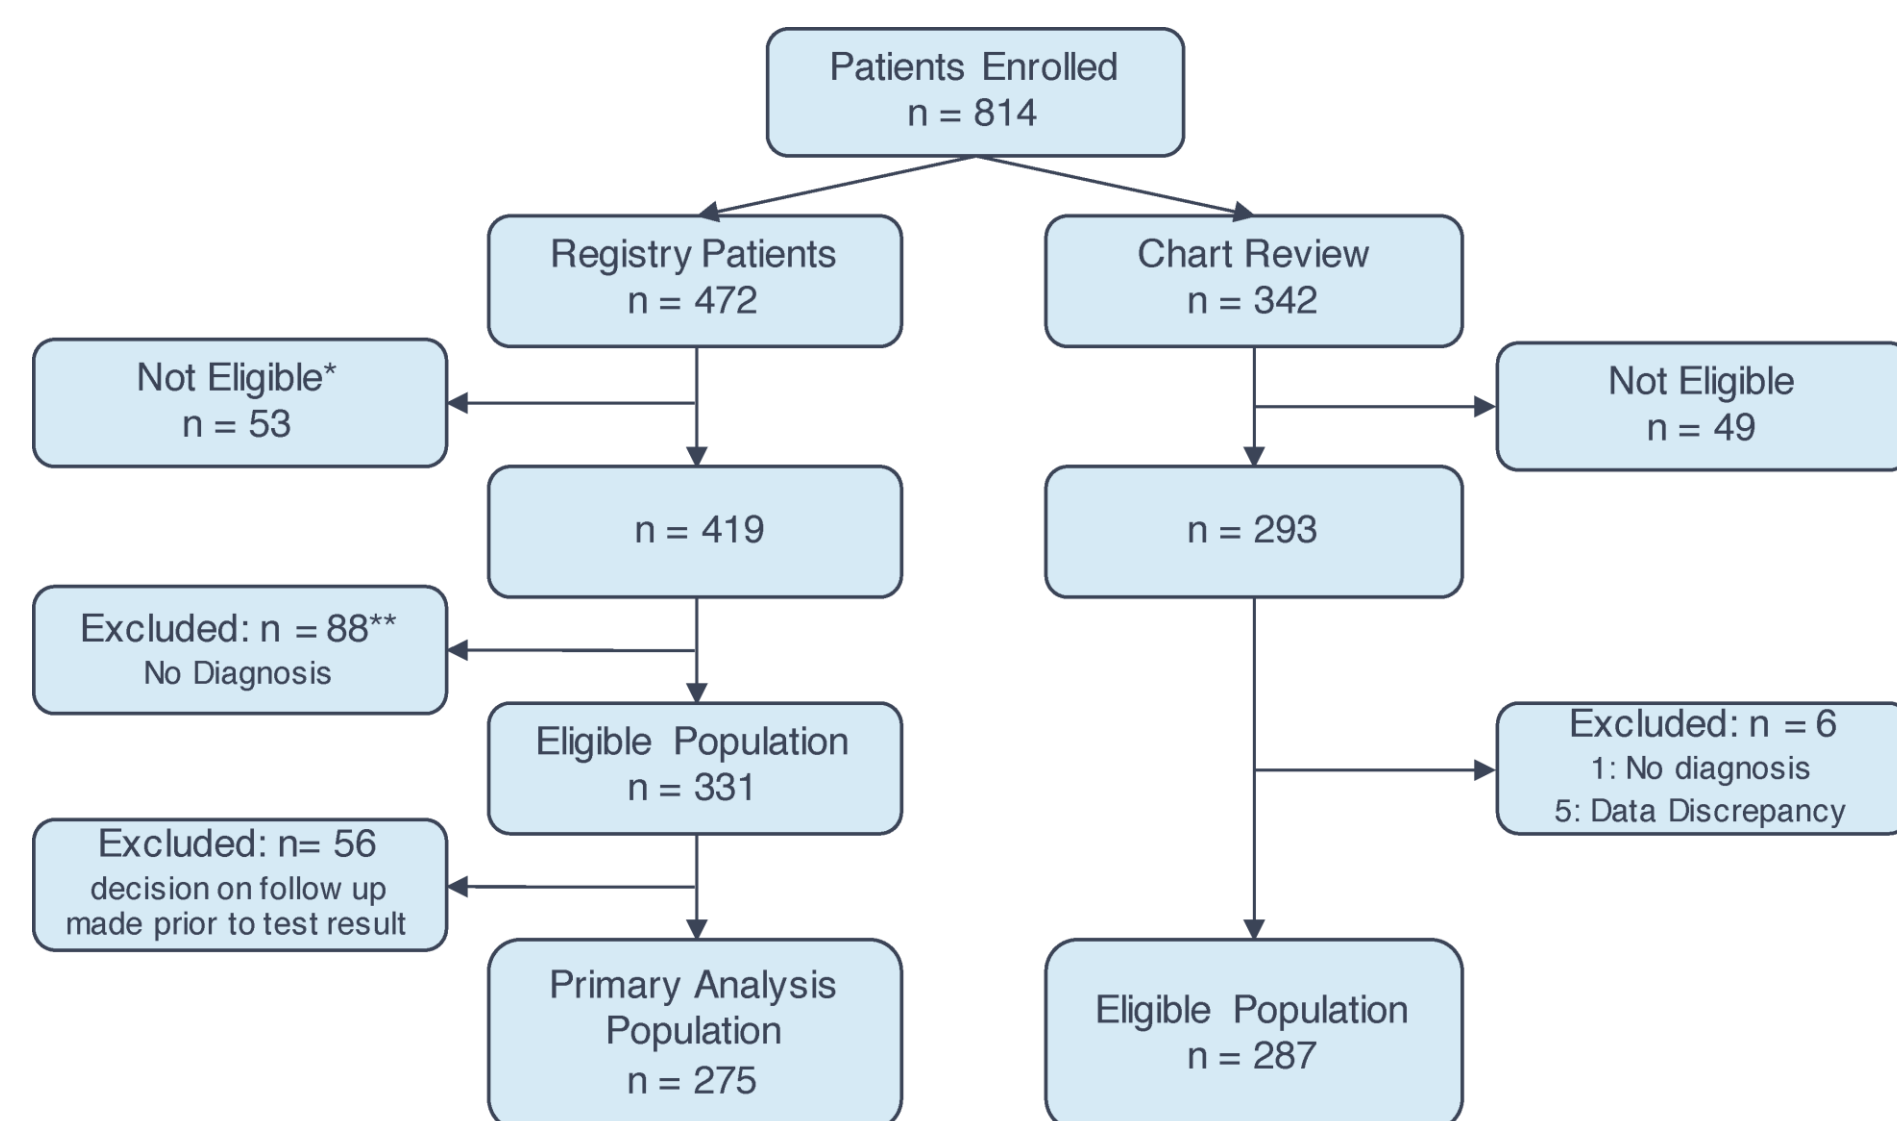 Patients Enrolled
n = 814
Registry Patients
n = 472
Chart Review
n = 342
Not Eligible*
n = 53
Not Eligible
n = 49
n = 419
n = 293
Excluded: n = 88**
No Diagnosis
Eligible Population
n = 331
Excluded: n = 6
1: No diagnosis
5: Data Discrepancy
Excluded: n= 56
decision on follow up
made prior to test result
Primary Analysis
Population
n = 275
Eligible Population
n = 287